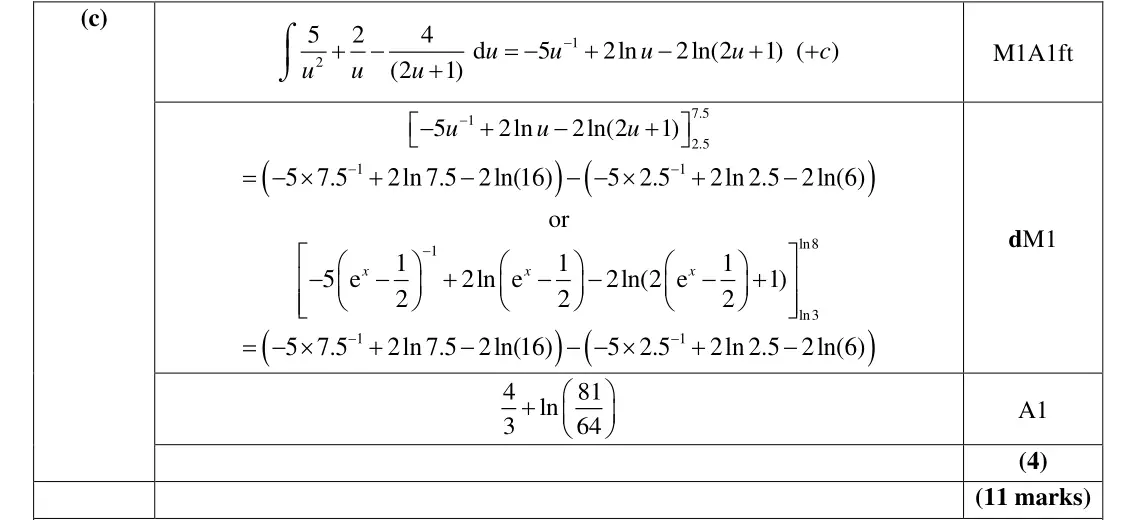 (c)
∫ 5/u² + 2/u − 4/(2u+1) du = −5u⁻¹ + 2ln u − 2ln(2u+1) (+c)
M1A1ft
[−5u⁻¹ + 2ln u − 2ln(2u+1)]_{2.5}^{7.5}
= (−5×7.5⁻¹ + 2ln 7.5 − 2ln(16)) − (−5×2.5⁻¹ + 2ln 2.5 − 2ln(6))
or
[−5(eˣ − 1/2)⁻¹ + 2ln(eˣ − 1/2) − 2ln(2(eˣ − 1/2)+1)]_{ln3}^{ln8}
= (−5×7.5⁻¹ + 2ln 7.5 − 2ln(16)) − (−5×2.5⁻¹ + 2ln 2.5 − 2ln(6))
dM1
4/3 + ln(81/64)
A1
(4)
(11 marks)